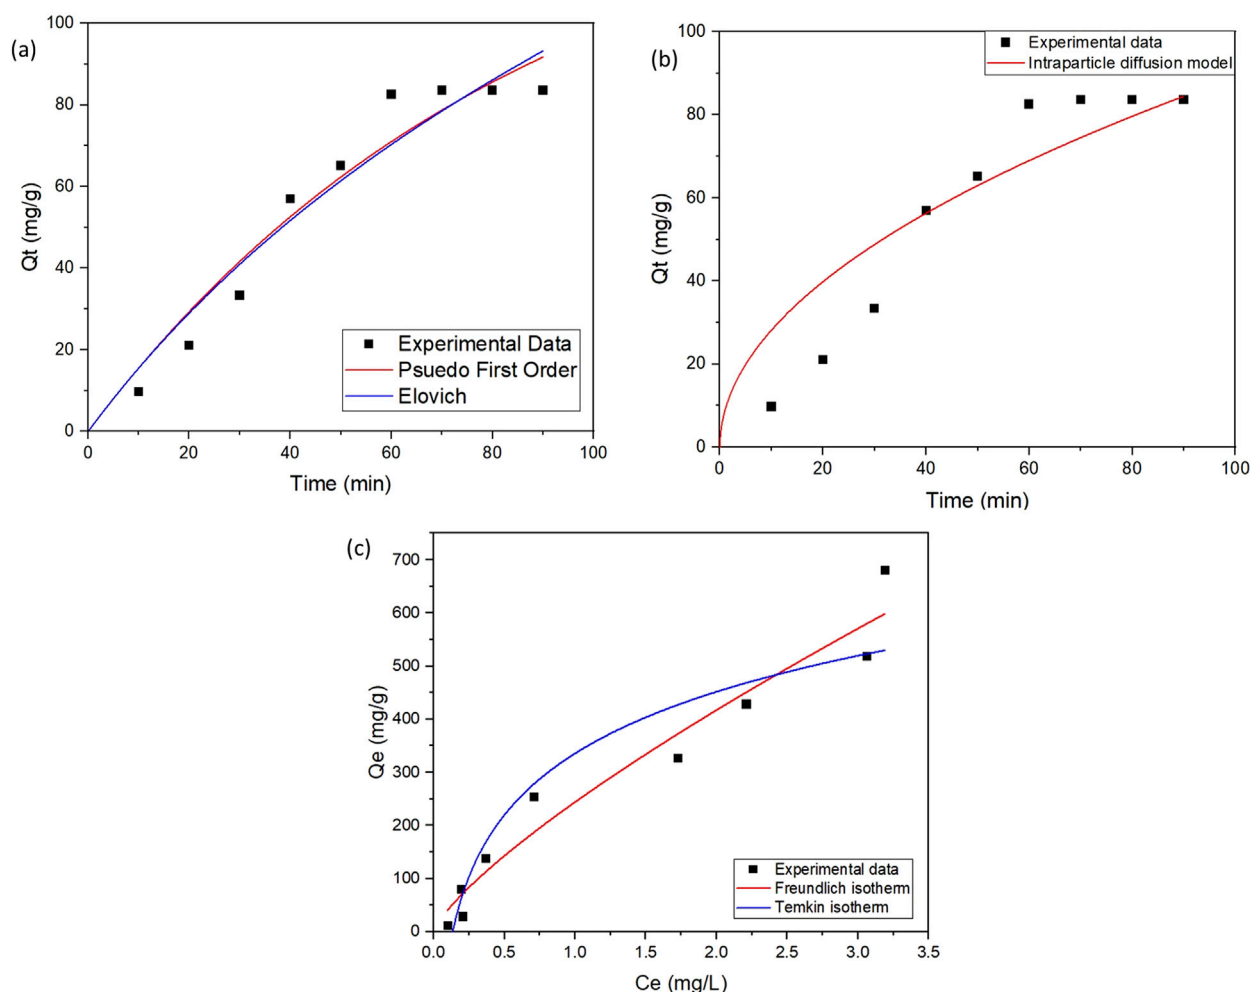 (a)
100
80
60
40
20
0
Qt (mg/g)
0 20 40 60 80 100
Time (min)
Experimental Data
Psuedo First Order
Elovich
(b)
100
80
60
40
20
0
Qt (mg/g)
0 20 40 60 80 100
Time (min)
Experimental data
Intraparticle diffusion model
(c)
700
600
500
400
300
200
100
0
Qe (mg/g)
0.0 0.5 1.0 1.5 2.0 2.5 3.0 3.5
Ce (mg/L)
Experimental data
Freundlich isotherm
Temkin isotherm